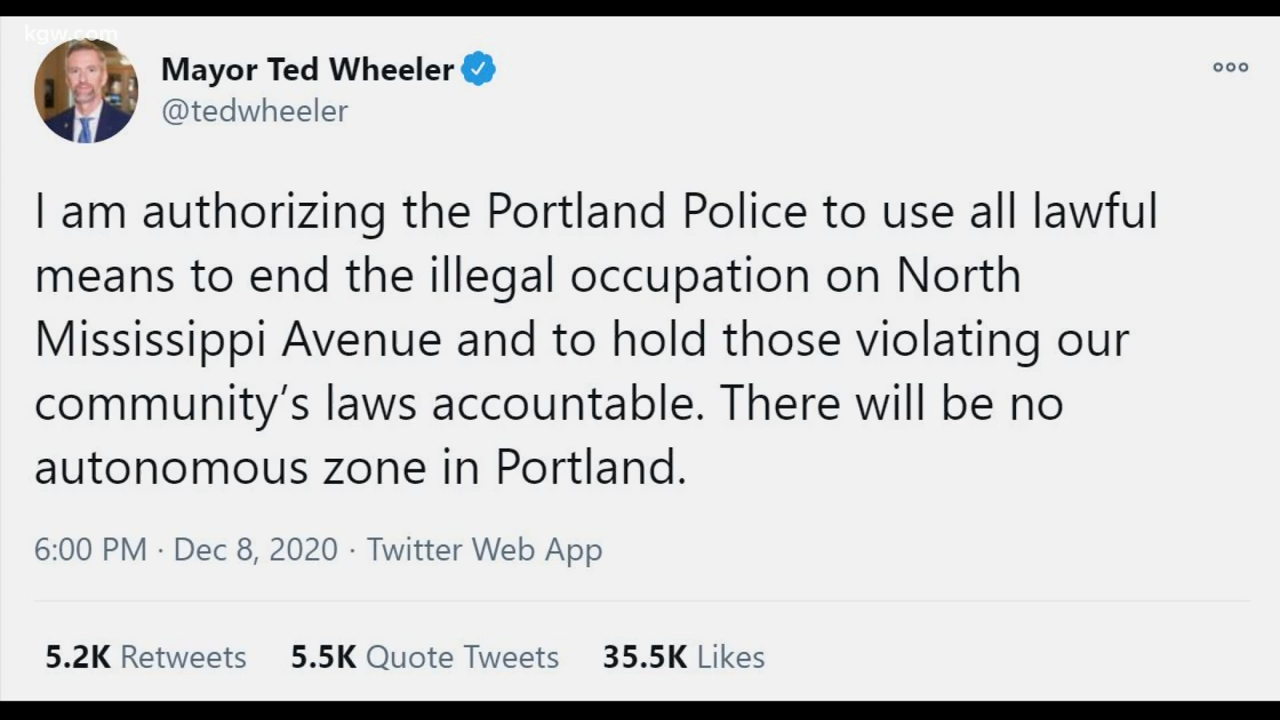 kgw.com
Mayor Ted Wheeler
@tedwheeler
I am authorizing the Portland Police to use all lawful
means to end the illegal occupation on North
Mississippi Avenue and to hold those violating our
community’s laws accountable. There will be no
autonomous zone in Portland.
6:00 PM · Dec 8, 2020 · Twitter Web App
5.2K Retweets 5.5K Quote Tweets 35.5K Likes